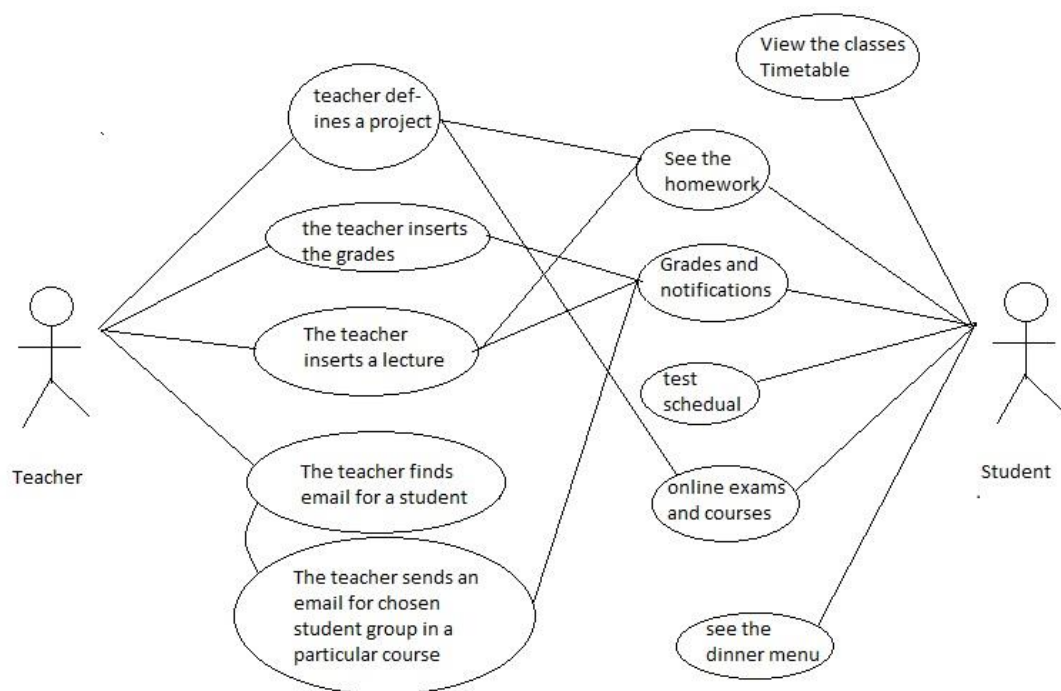 View the classes
Timetable
teacher def-
ines a project
See the
homework
the teacher inserts
the grades
Grades and
notifications
The teacher
inserts a lecture
test
schedual
Teacher
Student
The teacher finds
email for a student
online exams
and courses
The teacher sends an
email for chosen
student group in a
particular course
see the
dinner menu